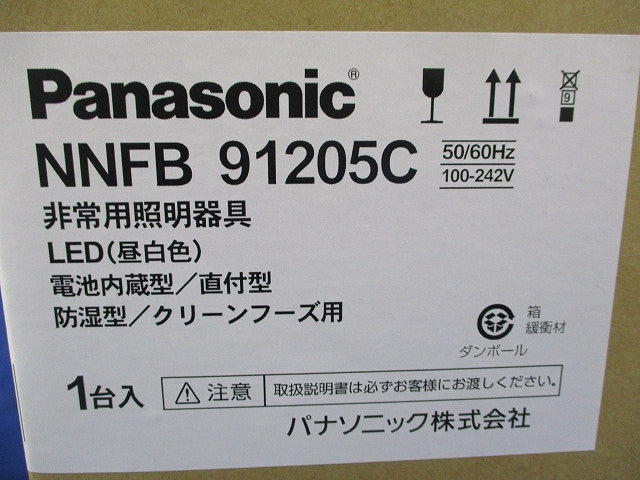 Panasonic®
NNFB 91205C
50/60Hz
100-242V
9
非常用照明器具
LED（昼白色）
電池内蔵型／直付型
防湿型／クリーンフーズ用
箱
緩衝材
ダンボール
1台入
注意
取扱説明書は必ずお客様にお渡しください。
パナソニック株式会社